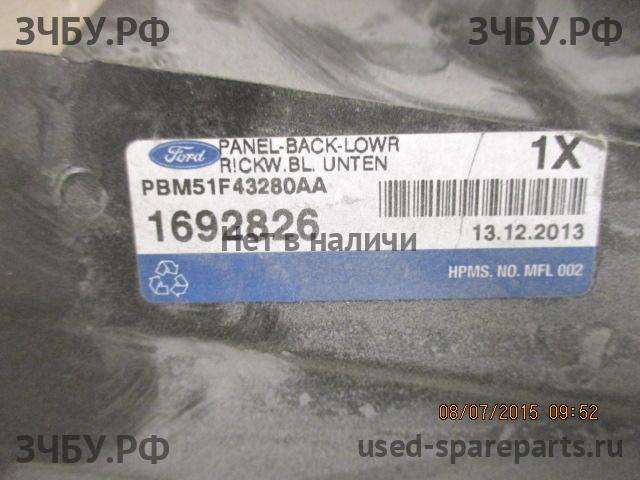 ЗЧБУ.РФ
ЗЧБУ.РФ
Ford
PANEL-BACK-LOWR
R!CKW.BL. UNTEN
1X
PBM51F43280AA
1692826
13.12.2013
Нет в наличи
HPMS. NO. MFL 002
08/07/2015 09:52
ЗЧБУ.РФ
used-spareparts.ru